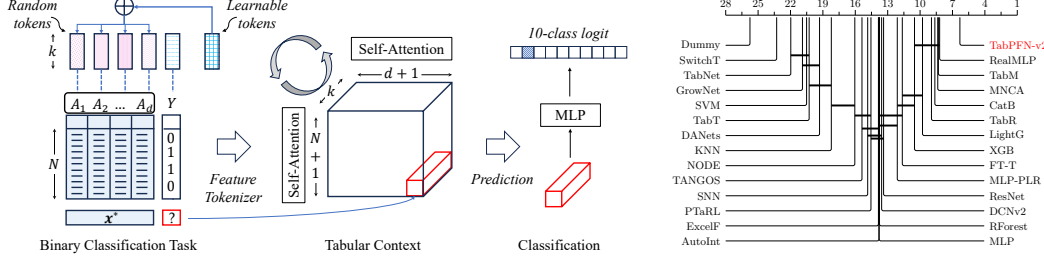 Random
tokens
Learnable
tokens
k
A1 A2 ... Ad Y
N
0
1
1
0
x* ?
Binary Classification Task
Feature
Tokenizer
Self-Attention
d + 1
k
Self-Attention
N + 1
Tabular Context
Prediction
10-class logit
MLP
Classification
28 25 22 19 16 13 10 7 4 1
Dummy
SwitchT
TabNet
GrowNet
SVM
TabT
DANets
KNN
NODE
TANGOS
SNN
PTaRL
ExcelF
AutoInt
TabPFN-v2
RealMLP
TabM
MNCA
CatB
TabR
LightG
XGB
FT-T
MLP-PLR
ResNet
DCNv2
RForest
MLP